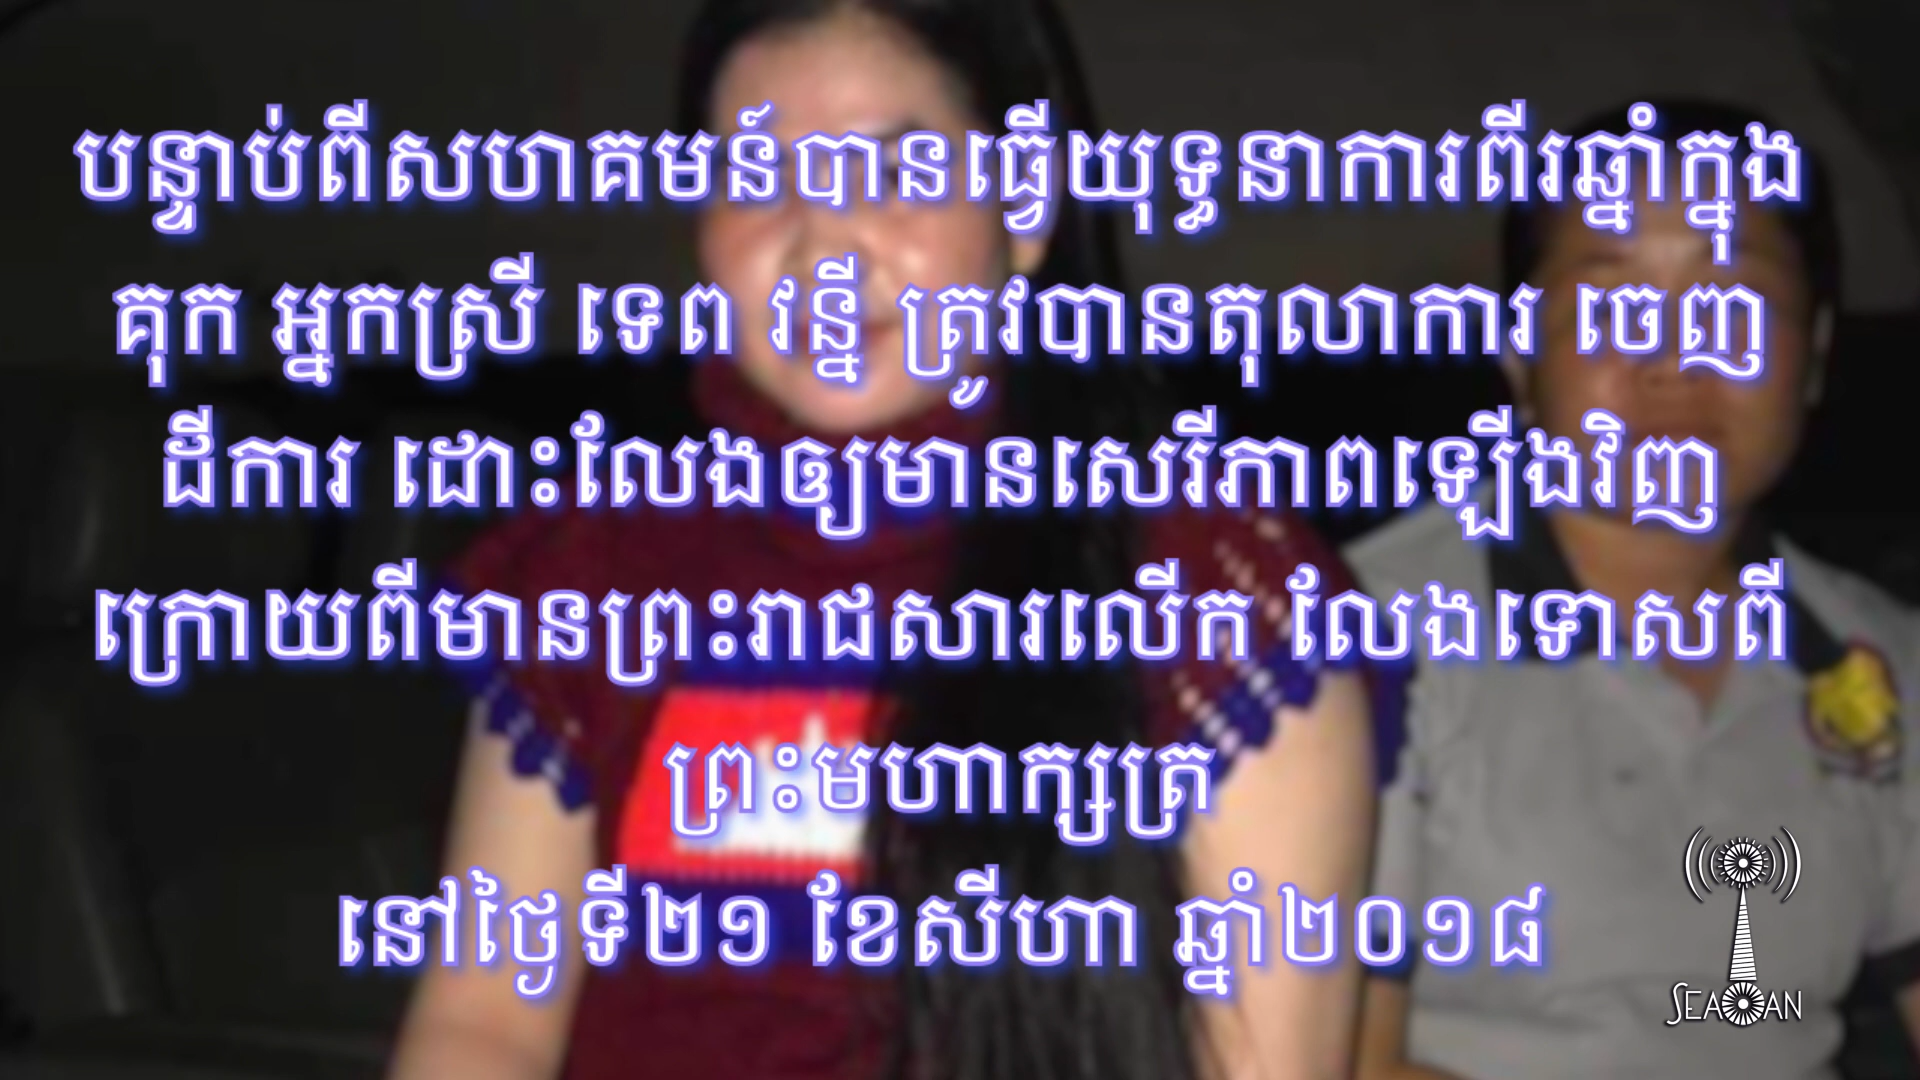 បន្ទាប់ពីសហគមន៍បានធ្វើយុទ្ធនាការពីរឆ្នាំក្នុង
គុក អ្នកស្រី ទេព វន្នី ត្រូវបានតុលាការ ចេញ
ដីការ ដោះលែងឲ្យមានសេរីភាពឡើងវិញ
ក្រោយពីមានព្រះរាជសារលើក លែងទោសពី
ព្រះមហាក្សត្រ
នៅថ្ងៃទី២១ ខែសីហា ឆ្នាំ២០១៨
SEACAN